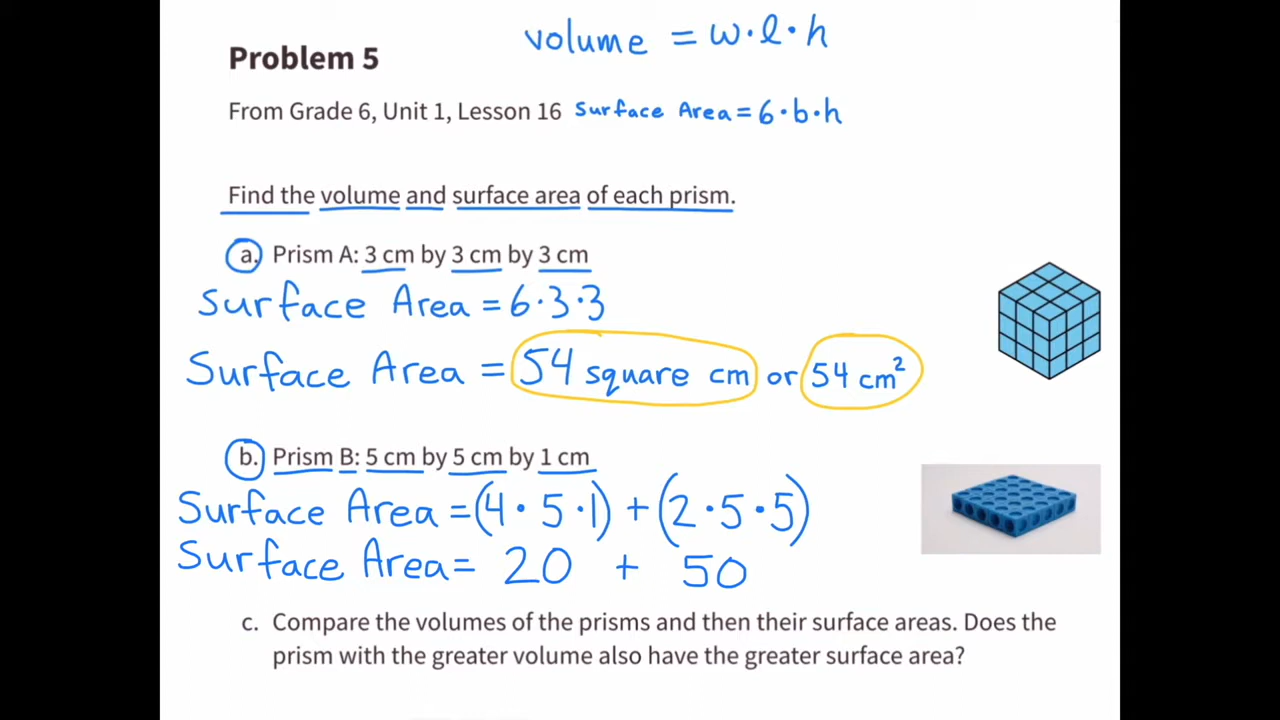 volume = w·l·h
Problem 5
From Grade 6, Unit 1, Lesson 16 Surface Area = 6·b·h
Find the volume and surface area of each prism.
a. Prism A: 3 cm by 3 cm by 3 cm
Surface Area = 6·3·3
Surface Area = 54 square cm or 54 cm²
b. Prism B: 5 cm by 5 cm by 1 cm
Surface Area = (4·5·1) + (2·5·5)
Surface Area = 20 + 50
c. Compare the volumes of the prisms and then their surface areas. Does the
prism with the greater volume also have the greater surface area?